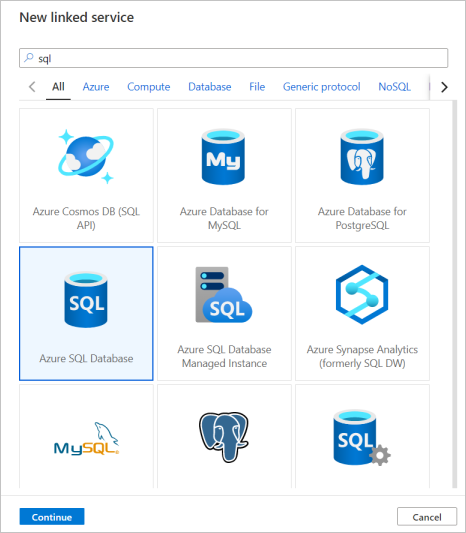 New linked service
sql
All Azure Compute Database File Generic protocol NoSQL
My
Azure Cosmos DB (SQL
API)
Azure Database for
MySQL
Azure Database for
PostgreSQL
SQL
SQL
Azure SQL Database
Azure SQL Database
Managed Instance
Azure Synapse Analytics
(formerly SQL DW)
MySQL
SQL
Continue
Cancel